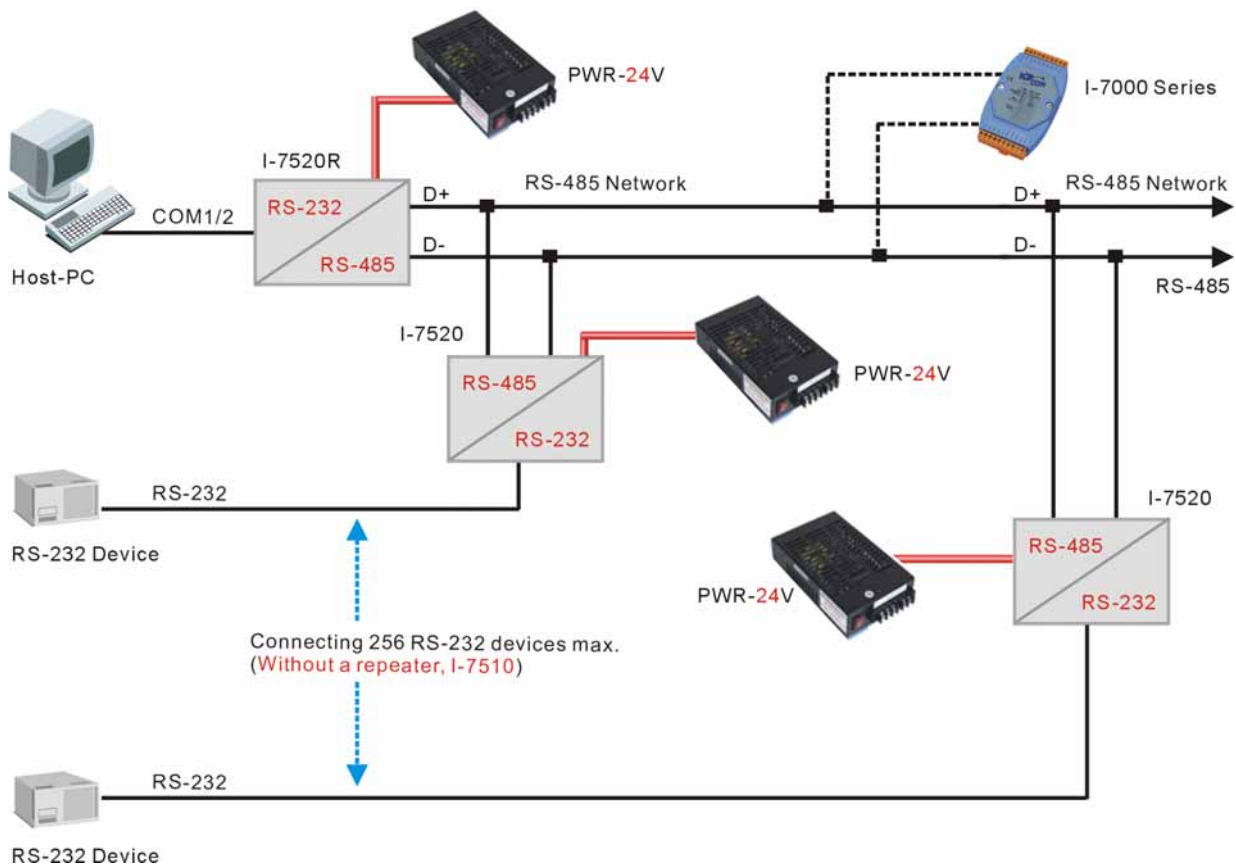 PWR-24V
I-7000 Series
I-7520R
D+
RS-485 Network
D+
RS-485 Network
RS-232
COM1/2
RS-485
D-
D-
Host-PC
RS-485
I-7520
RS-485
RS-232
PWR-24V
RS-232
RS-232 Device
I-7520
RS-485
RS-232
PWR-24V
Connecting 256 RS-232 devices max.
(Without a repeater, I-7510)
RS-232
RS-232 Device